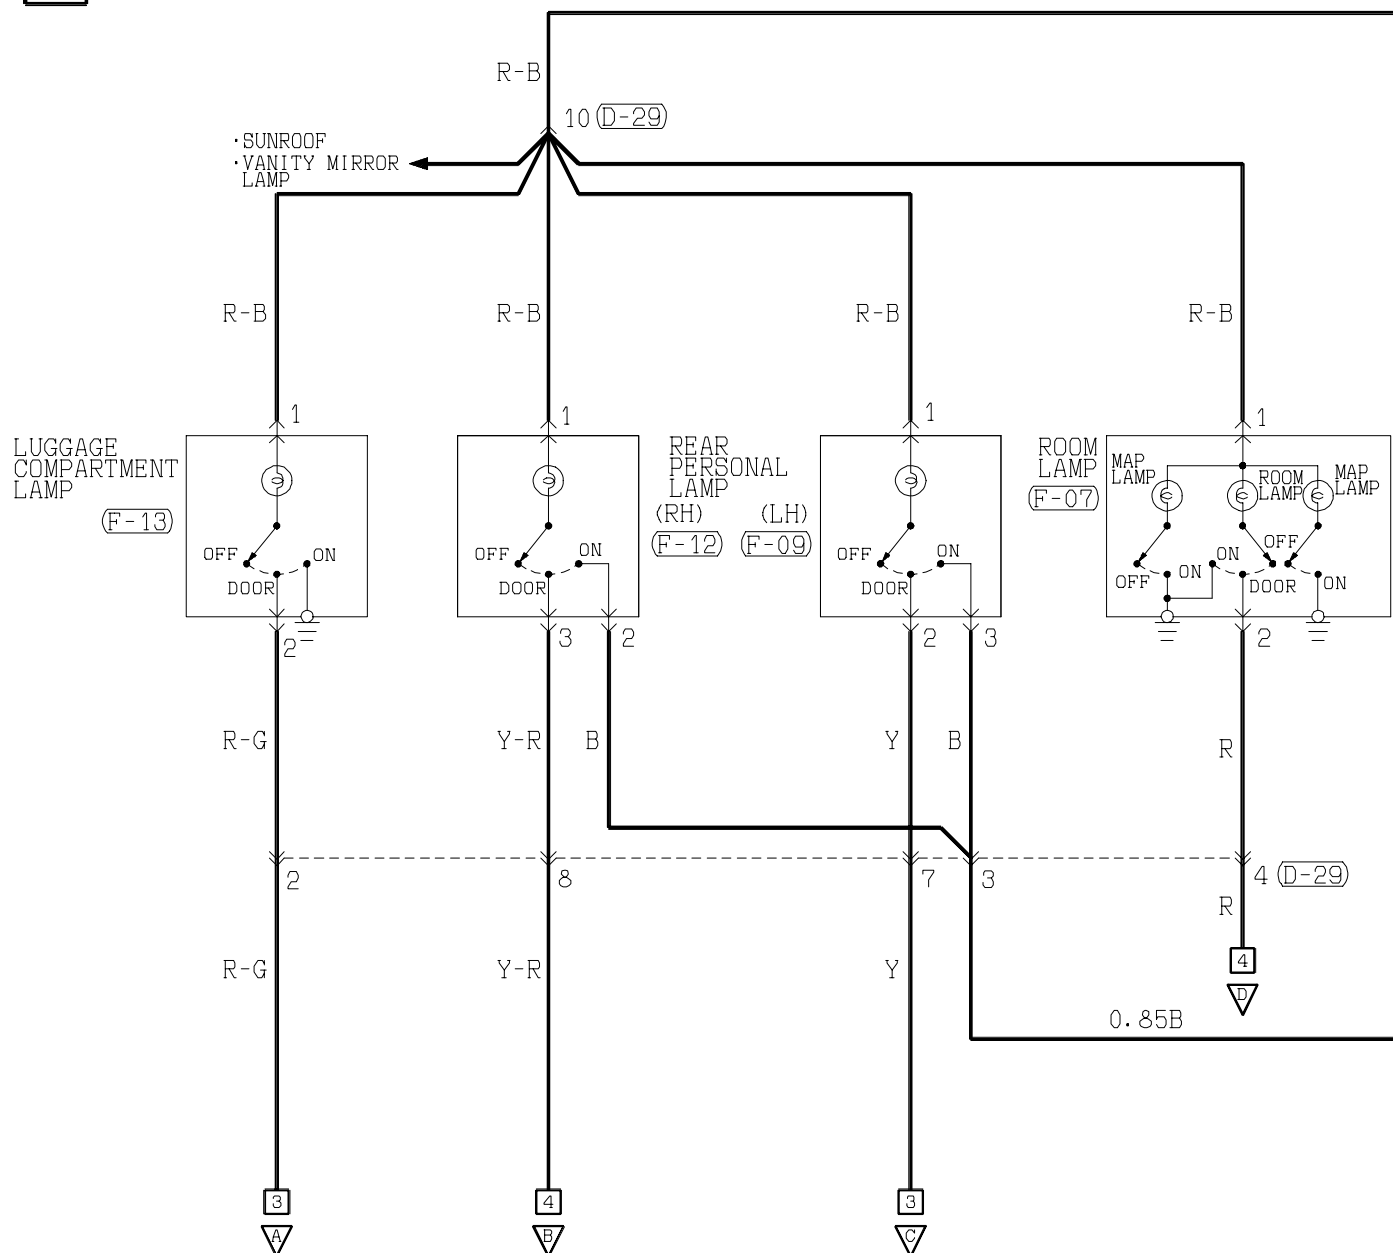 R-B
10 (D-29)
·SUNROOF
·VANITY MIRROR
LAMP
R-B
R-B
R-B
R-B
1
1
1
1
LUGGAGE
COMPARTMENT
LAMP
(F-13)
OFF
ON
DOOR
2
OFF
ON
DOOR
3
2
REAR
PERSONAL
LAMP
(RH)
(F-12)
(LH)
(F-09)
OFF
ON
DOOR
2
3
ROOM
LAMP
(F-07)
MAP
LAMP
ROOM
LAMP
MAP
LAMP
OFF
ON
ON
OFF
DOOR
ON
2
R-G
Y-R
B
Y
B
R
2
8
7
3
4 (D-29)
R
R-G
Y-R
Y
4
D
0.85B
3
4
3
A
B
C